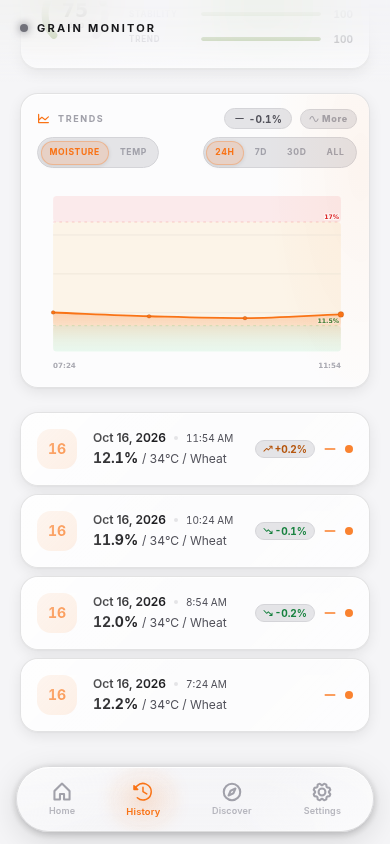 75
100
GRAIN MONITOR
TREND 100
TRENDS -0.1% More
MOISTURE TEMP 24H 7D 30D ALL
17%
11.5%
07:24 11:54
16 Oct 16, 2026 11:54 AM
12.1% / 34°C / Wheat +0.2%
16 Oct 16, 2026 10:24 AM
11.9% / 34°C / Wheat -0.1%
16 Oct 16, 2026 8:54 AM
12.0% / 34°C / Wheat -0.2%
16 Oct 16, 2026 7:24 AM
12.2% / 34°C / Wheat
Home History Discover Settings